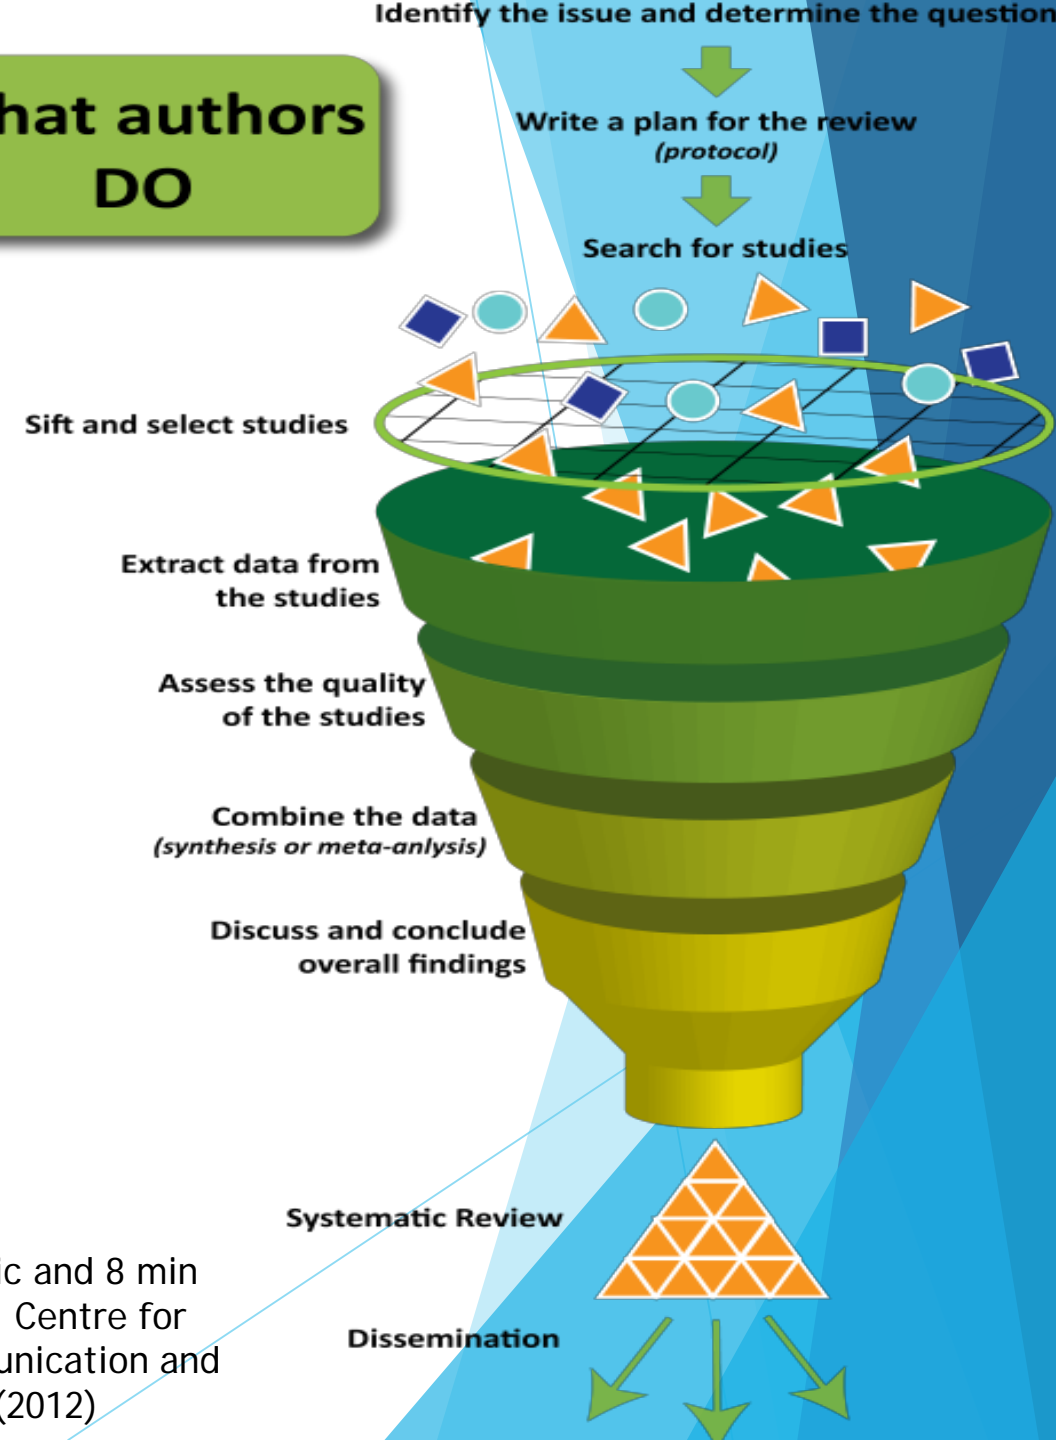 Identify the issue and determine the question
hat authors
DO
Write a plan for the review
(protocol)
Search for studies
Sift and select studies
Extract data from
the studies
Assess the quality
of the studies
Combine the data
(synthesis or meta-anlysis)
Discuss and conclude
overall findings
Systematic Review
Dissemination
ic and 8 min
Centre for
unication and
(2012)